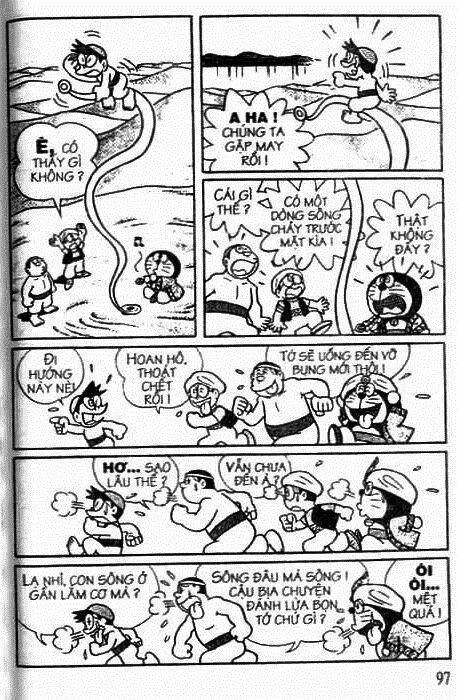 Ê, CÓ
THẤY GÌ
KHÔNG ?
A HA !
CHÚNG TA
GẶP MAY
RỒI !
CÁI GÌ
THẾ ?
CÓ MỘT
DÒNG SÔNG
CHẢY TRƯỚC
MẶT KÌA !
THẬT
KHÔNG
ĐẤY ?
ĐI
HƯỚNG
NÀY NÈ!
HOAN HÔ,
THOÁT
CHẾT
RỒI !
TỚ SẼ UỐNG ĐẾN VỠ
BỤNG MỚI THÔI !
HƠ... SAO
LÂU THẾ ?
VẪN CHƯA
ĐẾN À ?
LẠ NHỈ, CON SÔNG Ở
GẦN LẮM CƠ MÀ ?
SÔNG ĐÂU MÀ SÔNG !
CẬU BỊA CHUYỆN
ĐÁNH LỪA BỌN
TỚ CHỨ GÌ ?
ÔI
ÔI...
MỆT
QUÁ !
97